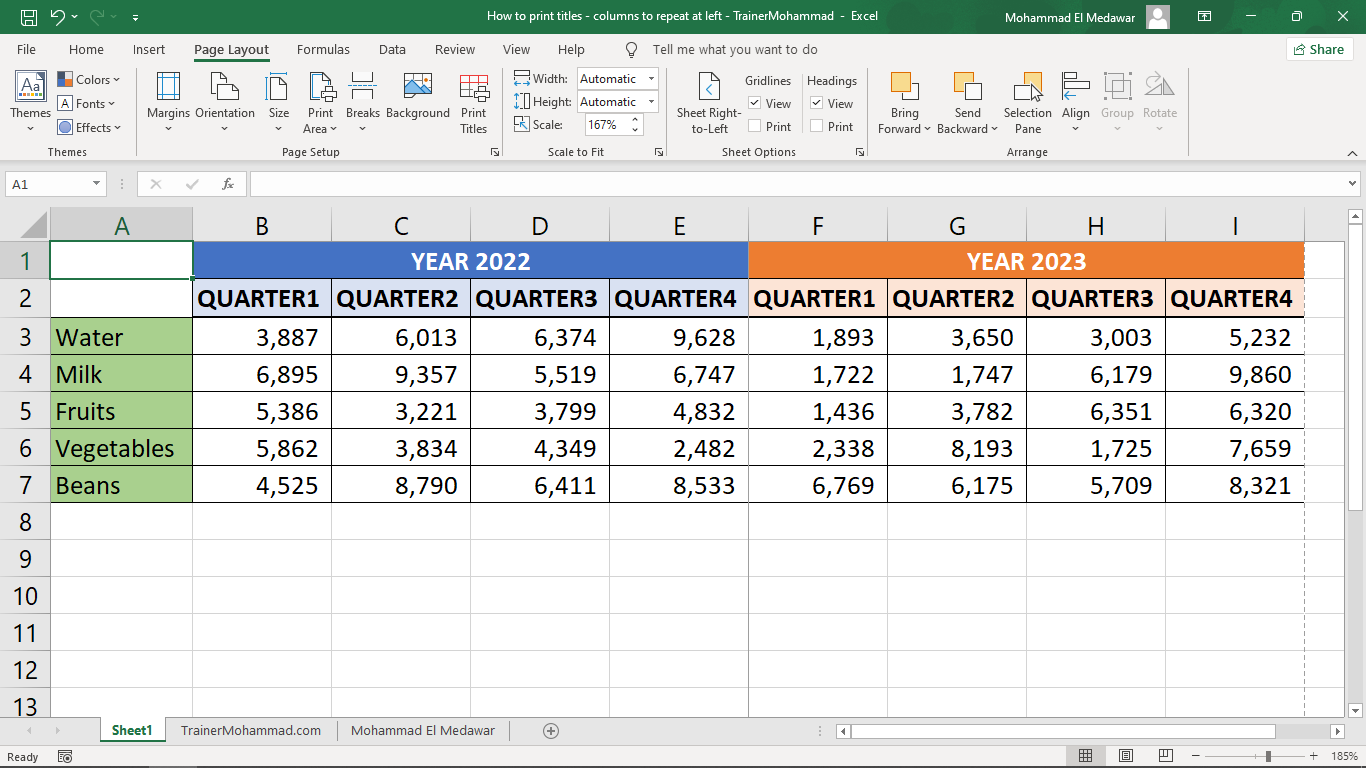 How to print titles - columns to repeat at left - TrainerMohammad - Excel
Mohammad El Medawar
File Home Insert Page Layout Formulas Data Review View Help Tell me what you want to do Share
Themes
Colors
Fonts
Effects
Themes
Margins Orientation Size Print Area Breaks Background Print Titles
Page Setup
Width: Automatic
Height: Automatic
Scale: 167%
Scale to Fit
Sheet Right-to-Left
Gridlines Headings
View View
Print Print
Sheet Options
Bring Forward Send Backward Selection Pane Align Group Rotate
Arrange
A1 fx
A B C D E F G H I
1 YEAR 2022 YEAR 2023
2 QUARTER1 QUARTER2 QUARTER3 QUARTER4 QUARTER1 QUARTER2 QUARTER3 QUARTER4
3 Water 3,887 6,013 6,374 9,628 1,893 3,650 3,003 5,232
4 Milk 6,895 9,357 5,519 6,747 1,722 1,747 6,179 9,860
5 Fruits 5,386 3,221 3,799 4,832 1,436 3,782 6,351 6,320
6 Vegetables 5,862 3,834 4,349 2,482 2,338 8,193 1,725 7,659
7 Beans 4,525 8,790 6,411 8,533 6,769 6,175 5,709 8,321
8
9
10
11
12
13
Sheet1 TrainerMohammad.com Mohammad El Medawar
Ready 185%